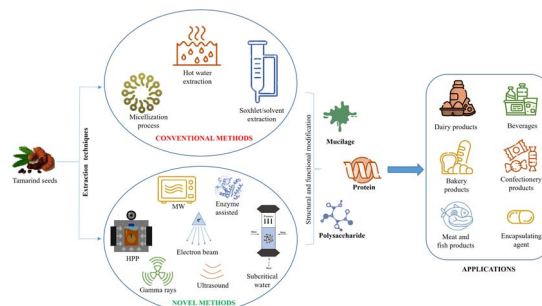 Hot water
extraction
Soxhlet/solvent
extraction
Micellization
process
CONVENTIONAL METHODS
Tamarind seeds
Extraction techniques
MW
Enzyme
assisted
HPP
Electron beam
Subcritical
water
Gamma rays
Ultrasound
NOVEL METHODS
Structural and functional modification
Mucilage
Protein
Polysaccharide
Dairy products
Beverages
Bakery
products
Confectionery
products
Meat and
fish products
Encapsulating
agent
APPLICATIONS